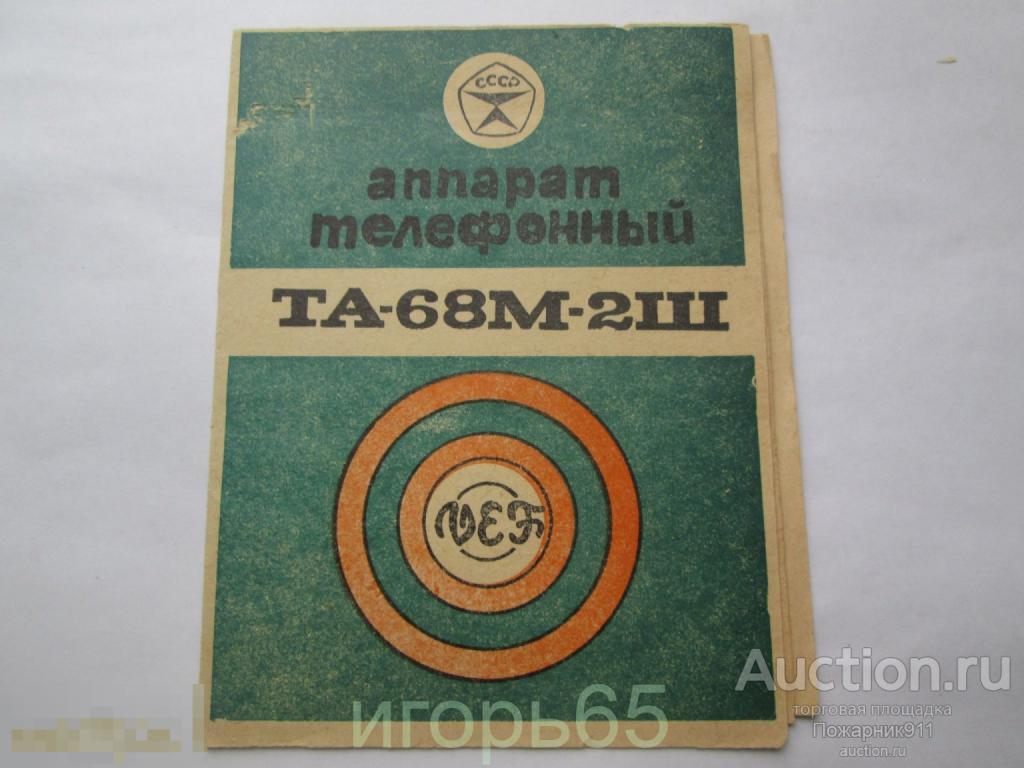 СССР
аппарат
телефонный
ТА-68М-2Ш
VEF
Auction.ru
торговая площадка
игорь65
Пожарник911
auction.ru